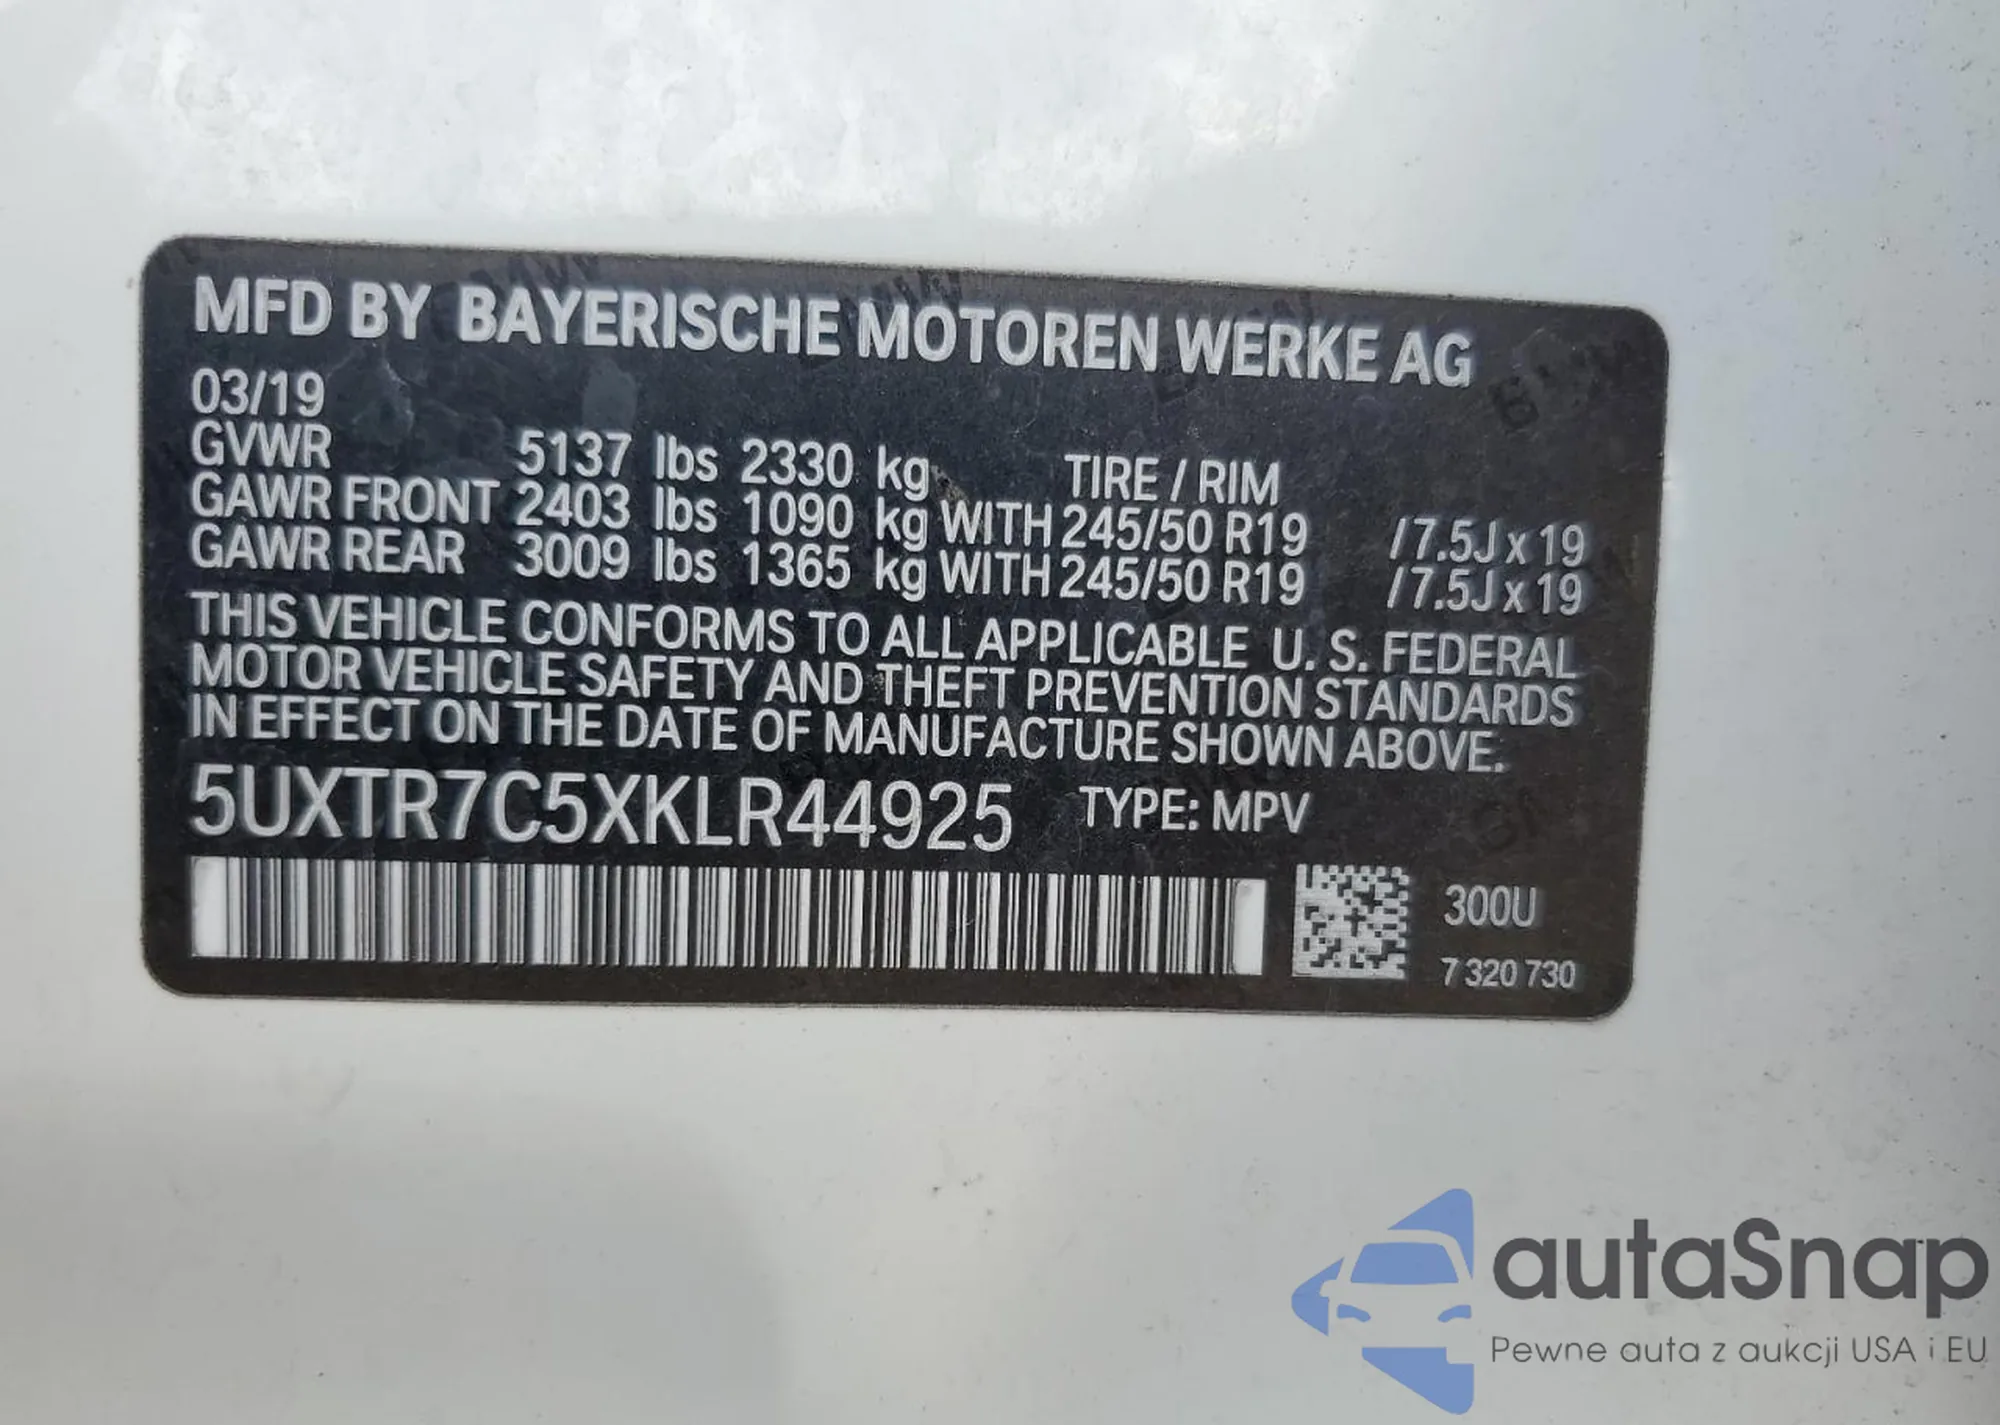 MFD BY BAYERISCHE MOTOREN WERKE AG
03/19
GVWR 5137 lbs 2330 kg TIRE / RIM
GAWR FRONT 2403 lbs 1090 kg WITH 245/50 R19 /7.5J x 19
GAWR REAR 3009 lbs 1365 kg WITH 245/50 R19 /7.5J x 19
THIS VEHICLE CONFORMS TO ALL APPLICABLE U. S. FEDERAL
MOTOR VEHICLE SAFETY AND THEFT PREVENTION STANDARDS
IN EFFECT ON THE DATE OF MANUFACTURE SHOWN ABOVE.
5UXTR7C5XKLR44925 TYPE: MPV
300U
7 320 730
autaSnap
Pewne auta z aukcji USA i EU